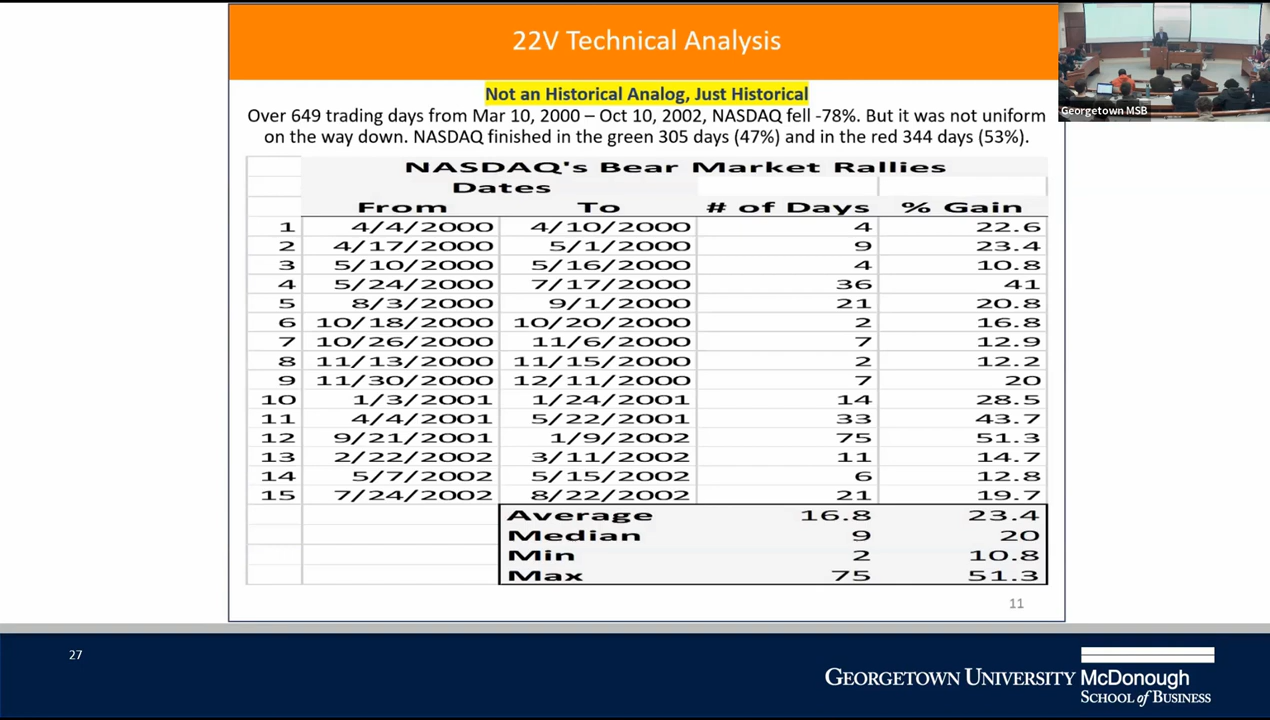 22V Technical Analysis
Georgetown MSB
Not an Historical Analog, Just Historical
Over 649 trading days from Mar 10, 2000 – Oct 10, 2002, NASDAQ fell -78%. But it was not uniform
on the way down. NASDAQ finished in the green 305 days (47%) and in the red 344 days (53%).
NASDAQ's Bear Market Rallies
Dates
From To # of Days % Gain
1 4/4/2000 4/10/2000 4 22.6
2 4/17/2000 5/1/2000 9 23.4
3 5/10/2000 5/16/2000 4 10.8
4 5/24/2000 7/17/2000 36 41
5 8/3/2000 9/1/2000 21 20.8
6 10/18/2000 10/20/2000 2 16.8
7 10/26/2000 11/6/2000 7 12.9
8 11/13/2000 11/15/2000 2 12.2
9 11/30/2000 12/11/2000 7 20
10 1/3/2001 1/24/2001 14 28.5
11 4/4/2001 5/22/2001 33 43.7
12 9/21/2001 1/9/2002 75 51.3
13 2/22/2002 3/11/2002 11 14.7
14 5/7/2002 5/15/2002 6 12.8
15 7/24/2002 8/22/2002 21 19.7
Average 16.8 23.4
Median 9 20
Min 2 10.8
Max 75 51.3
11
27
GEORGETOWN UNIVERSITY McDonough
SCHOOL of BUSINESS